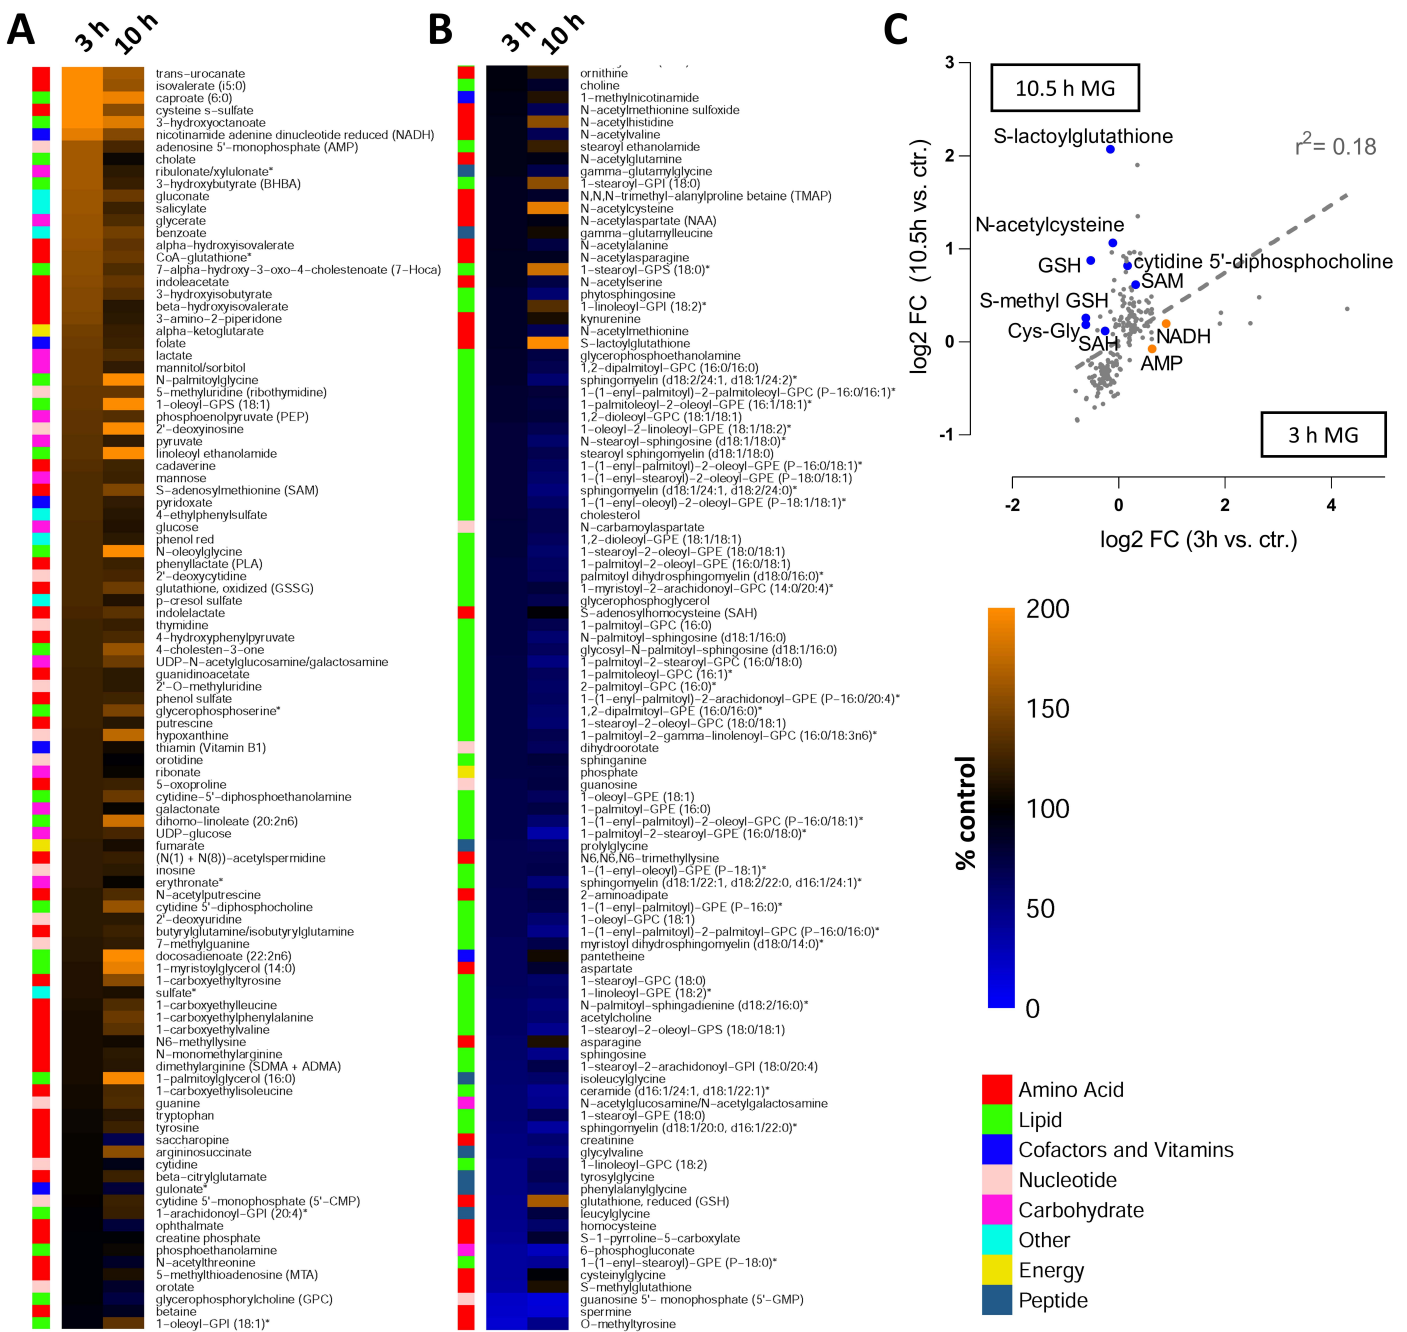 A
3 h 10 h
trans-urocanate
isovalerate (i5:0)
caproate (6:0)
cysteine s-sulfate
3-hydroxyoctanoate
nicotinamide adenine dinucleotide reduced (NADH)
adenosine 5'-monophosphate (AMP)
cholate
ribulonate/xylulonate*
3-hydroxybutyrate (BHBA)
gluconate
salicylate
glycerate
benzoate
alpha-hydroxyisovalerate
CoA-glutathione*
7-alpha-hydroxy-3-oxo-4-cholestenoate (7-Hoca)
indoleacetate
3-hydroxyisobutyrate
beta-hydroxyisovalerate
3-amino-2-piperidone
alpha-ketoglutarate
folate
lactate
mannitol/sorbitol
N-palmitoylglycine
5-methyluridine (ribothymidine)
1-oleoyl-GPS (18:1)
phosphoenolpyruvate (PEP)
2'-deoxyinosine
pyruvate
linoleoyl ethanolamide
cadaverine
mannose
S-adenosylmethionine (SAM)
pyridoxate
4-ethylphenylsulfate
glucose
phenol red
N-oleoylglycine
phenyllactate (PLA)
2'-deoxycytidine
glutathione, oxidized (GSSG)
p-cresol sulfate
indolelactate
thymidine
4-hydroxyphenylpyruvate
4-cholesten-3-one
UDP-N-acetylglucosamine/galactosamine
guanidinoacetate
2'-O-methyluridine
phenol sulfate
glycerophosphoserine*
putrescine
hypoxanthine
thiamin (Vitamin B1)
orotidine
ribonate
5-oxoproline
cytidine-5'-diphosphoethanolamine
galactonate
dihomo-linoleate (20:2n6)
UDP-glucose
fumarate
(N(1) + N(8))-acetylspermidine
inosine
erythronate*
N-acetylputrescine
cytidine 5'-diphosphocholine
2'-deoxyuridine
butyrylglutamine/isobutyrylglutamine
7-methylguanine
docosadienoate (22:2n6)
1-myristoylglycerol (14:0)
1-carboxyethyltyrosine
sulfate*
1-carboxyethylleucine
1-carboxyethylphenylalanine
1-carboxyethylvaline
N6-methyllysine
N-monomethylarginine
dimethylarginine (SDMA + ADMA)
1-palmitoylglycerol (16:0)
1-carboxyethylisoleucine
guanine
tryptophan
tyrosine
saccharopine
argininosuccinate
cytidine
beta-citrylglutamate
gulonate*
cytidine 5'-monophosphate (5'-CMP)
1-arachidonoyl-GPI (20:4)*
ophthalmate
creatine phosphate
phosphoethanolamine
N-acetylthreonine
5-methylthioadenosine (MTA)
orotate
glycerophosphorylcholine (GPC)
betaine
1-oleoyl-GPI (18:1)*
B
3 h 10 h
ornithine
choline
1-methylnicotinamide
N-acetylmethionine sulfoxide
N-acetylhistidine
N-acetylvaline
stearoyl ethanolamide
N-acetylglutamine
gamma-glutamylglycine
1-stearoyl-GPI (18:0)
N,N,N-trimethyl-alanylproline betaine (TMAP)
N-acetylcysteine
N-acetylaspartate (NAA)
gamma-glutamylleucine
N-acetylalanine
N-acetylasparagine
1-stearoyl-GPS (18:0)*
N-acetylserine
phytosphingosine
1-linoleoyl-GPI (18:2)*
kynurenine
N-acetylmethionine
S-lactoylglutathione
glycerophosphoethanolamine
1,2-dipalmitoyl-GPC (16:0/16:0)
sphingomyelin (d18:2/24:1, d18:1/24:2)*
1-(1-enyl-palmitoyl)-2-palmitoleoyl-GPC (P-16:0/16:1)*
1-palmitoleoyl-2-oleoyl-GPE (16:1/18:1)*
1,2-dioleoyl-GPC (18:1/18:1)
1-oleoyl-2-linoleoyl-GPE (18:1/18:2)*
N-stearoyl-sphingosine (d18:1/18:0)*
stearoyl sphingomyelin (d18:1/18:0)
1-(1-enyl-palmitoyl)-2-oleoyl-GPE (P-16:0/18:1)*
1-(1-enyl-stearoyl)-2-oleoyl-GPE (P-18:0/18:1)
sphingomyelin (d18:1/24:1, d18:2/24:0)*
1-(1-enyl-oleoyl)-2-oleoyl-GPE (P-18:1/18:1)*
cholesterol
N-carbamoylaspartate
1,2-dioleoyl-GPE (18:1/18:1)
1-stearoyl-2-oleoyl-GPE (18:0/18:1)
1-palmitoyl-2-oleoyl-GPE (16:0/18:1)
palmitoyl dihydrosphingomyelin (d18:0/16:0)*
1-myristoyl-2-arachidonoyl-GPC (14:0/20:4)*
glycerophosphoglycerol
S-adenosylhomocysteine (SAH)
1-palmitoyl-GPC (16:0)
N-palmitoyl-sphingosine (d18:1/16:0)
glycosyl-N-palmitoyl-sphingosine (d18:1/16:0)
1-palmitoyl-2-stearoyl-GPC (16:0/18:0)
1-palmitoleoyl-GPC (16:1)*
2-palmitoyl-GPC (16:0)*
1-(1-enyl-palmitoyl)-2-arachidonoyl-GPE (P-16:0/20:4)*
1,2-dipalmitoyl-GPE (16:0/16:0)*
1-stearoyl-2-oleoyl-GPC (18:0/18:1)
1-palmitoyl-2-gamma-linolenoyl-GPC (16:0/18:3n6)*
dihydroorotate
sphinganine
phosphate
guanosine
1-oleoyl-GPE (18:1)
1-palmitoyl-GPE (16:0)
1-(1-enyl-palmitoyl)-2-oleoyl-GPC (P-16:0/18:1)*
1-palmitoyl-2-stearoyl-GPE (16:0/18:0)*
prolylglycine
N6,N6,N6-trimethyllysine
1-(1-enyl-oleoyl)-GPE (P-18:1)*
sphingomyelin (d18:1/22:1, d18:2/22:0, d16:1/24:1)*
2-aminoadipate
1-(1-enyl-palmitoyl)-GPE (P-16:0)*
1-oleoyl-GPC (18:1)
1-(1-enyl-palmitoyl)-2-palmitoyl-GPC (P-16:0/16:0)*
myristoyl dihydrosphingomyelin (d18:0/14:0)*
pantetheine
aspartate
1-stearoyl-GPC (18:0)
1-linoleoyl-GPE (18:2)*
N-palmitoyl-sphingadienine (d18:2/16:0)*
acetylcholine
1-stearoyl-2-oleoyl-GPS (18:0/18:1)
asparagine
sphingosine
1-stearoyl-2-arachidonoyl-GPI (18:0/20:4)
isoleucylglycine
ceramide (d16:1/24:1, d18:1/22:1)*
N-acetylglucosamine/N-acetylgalactosamine
1-stearoyl-GPE (18:0)
sphingomyelin (d18:1/20:0, d16:1/22:0)*
creatinine
glycylvaline
1-linoleoyl-GPC (18:2)
tyrosylglycine
phenylalanylglycine
glutathione, reduced (GSH)
leucylglycine
homocysteine
S-1-pyrroline-5-carboxylate
6-phosphogluconate
1-(1-enyl-stearoyl)-GPE (P-18:0)*
cysteinylglycine
S-methylglutathione
guanosine 5'- monophosphate (5'-GMP)
spermine
O-methyltyrosine
C
3
2
1
0
-1
log2 FC (10.5h vs. ctr.)
10.5 h MG
S-lactoylglutathione
r2= 0.18
N-acetylcysteine
GSH
cytidine 5'-diphosphocholine
SAM
S-methyl GSH
Cys-Gly
SAH
NADH
AMP
3 h MG
-2 0 2 4
log2 FC (3h vs. ctr.)
% control
200
150
100
50
0
Amino Acid
Lipid
Cofactors and Vitamins
Nucleotide
Carbohydrate
Other
Energy
Peptide